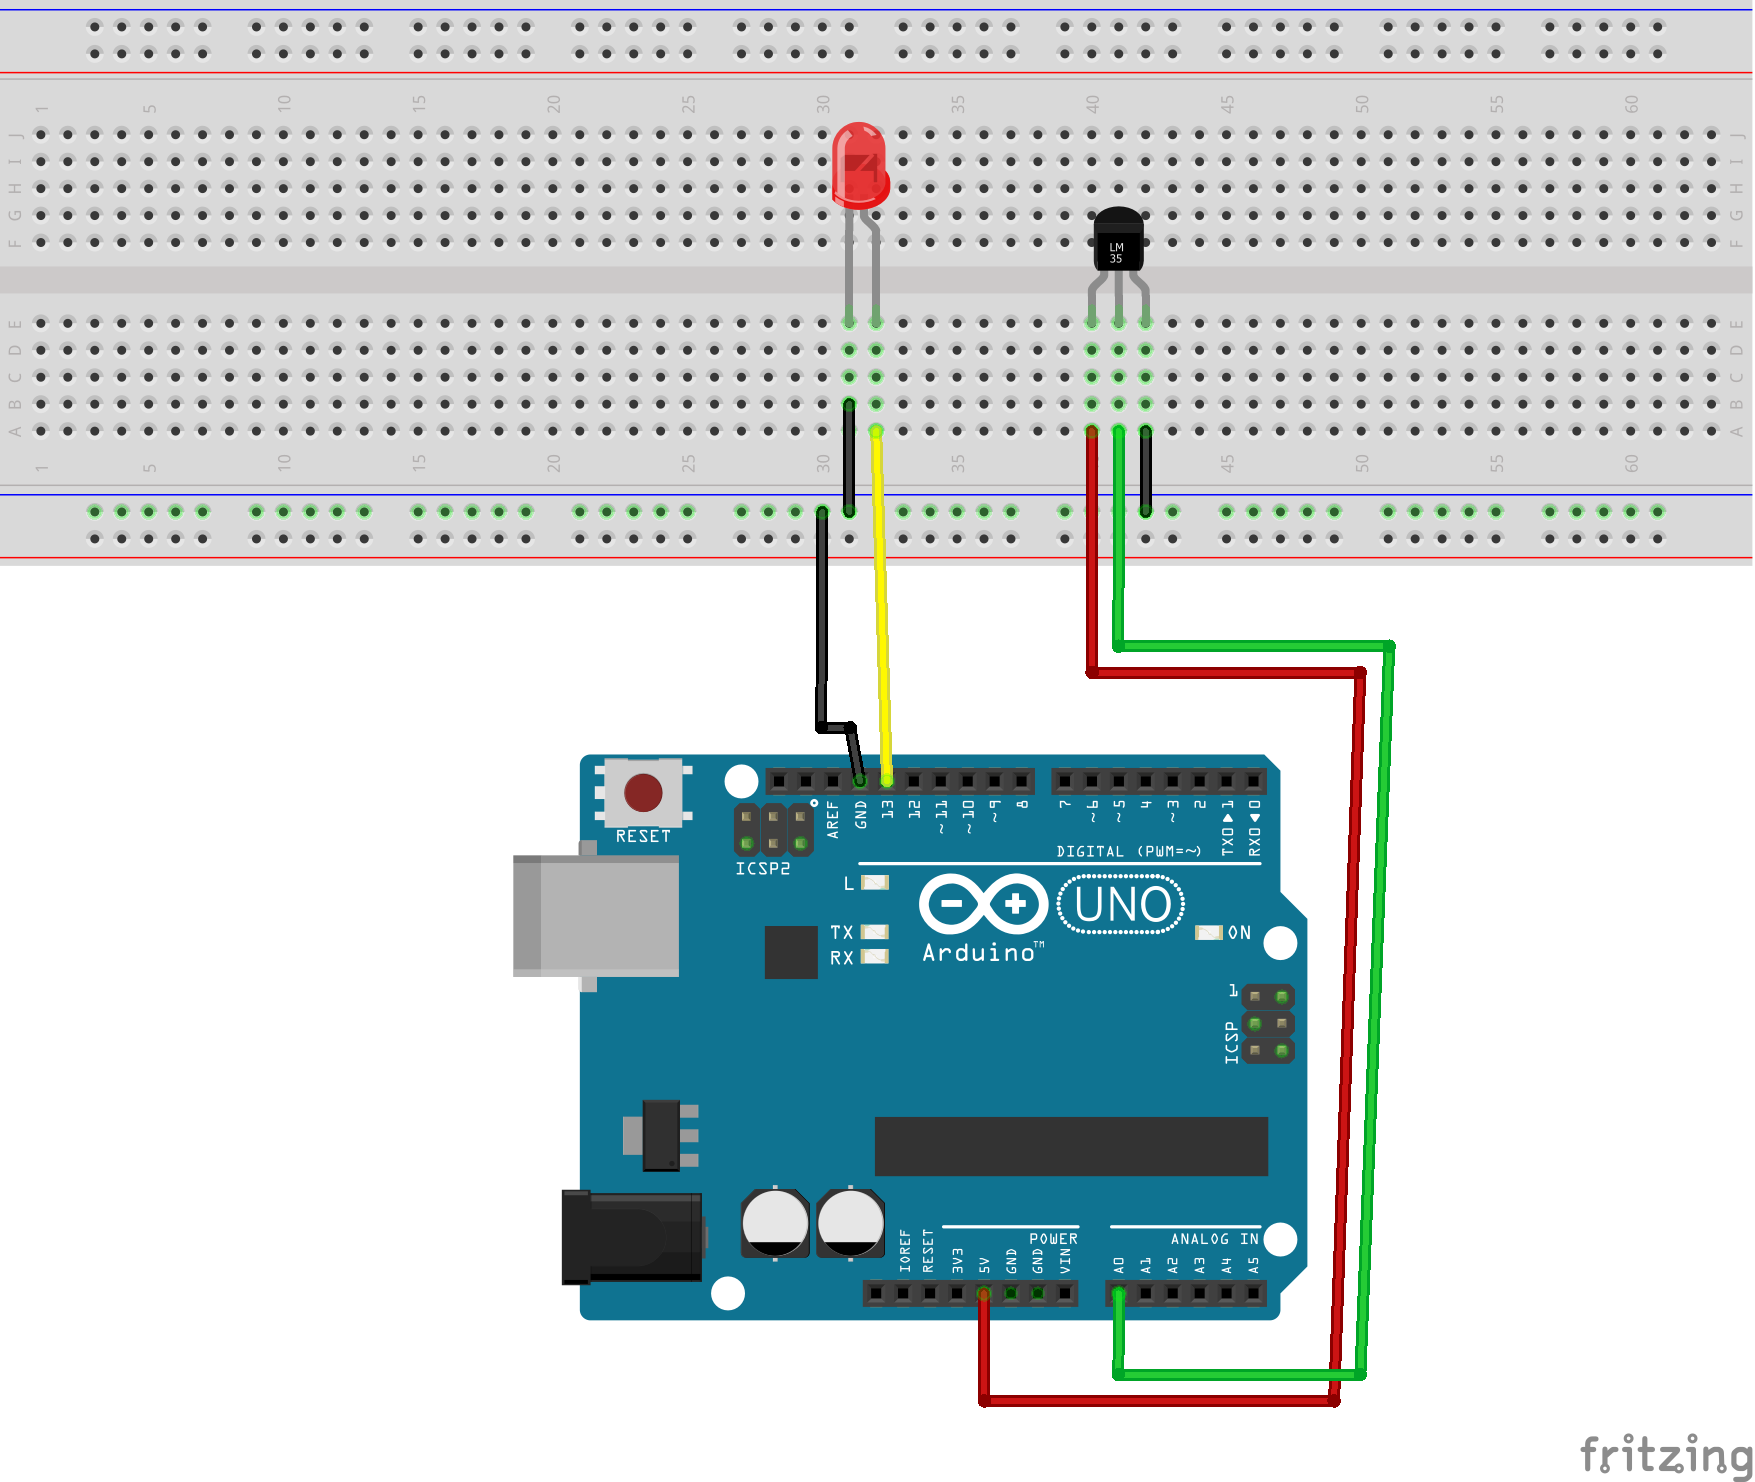 1 5 10 15 20 25 30 35 40 45 50 55 60
J J
I I
H H
G G
F F
LM
35
E E
D D
C C
B B
A A
1 5 10 15 20 25 30 35 40 45 50 55 60
RESET
AREF GND 13 12 ~11 ~10 ~9 8 7 ~6 ~5 4 ~3 2 TX0▶1 RX0◀0
ICSP2
DIGITAL (PWM=~)
L
UNO
TX
ON
Arduino™
RX
1
ICSP
POWER ANALOG IN
IOREF RESET 3V3 5V GND GND VIN A0 A1 A2 A3 A4 A5
fritzing